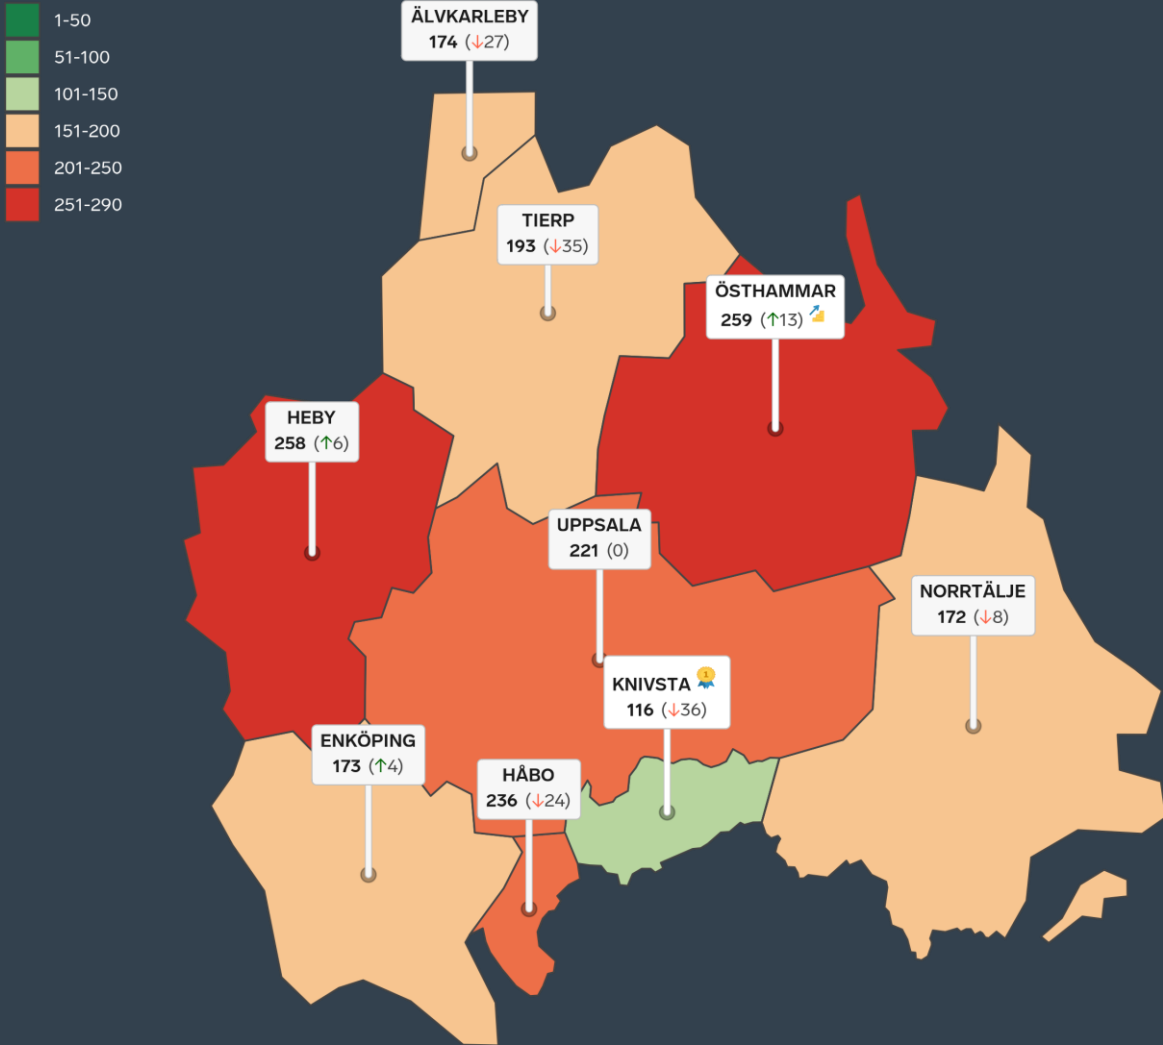 1-50
51-100
101-150
151-200
201-250
251-290
ÄLVKARLEBY
174 (↓27)
TIERP
193 (↓35)
ÖSTHAMMAR
259 (↑13)
HEBY
258 (↑6)
UPPSALA
221 (0)
NORRTÄLJE
172 (↓8)
KNIVSTA
116 (↓36)
ENKÖPING
173 (↑4)
HÅBO
236 (↓24)